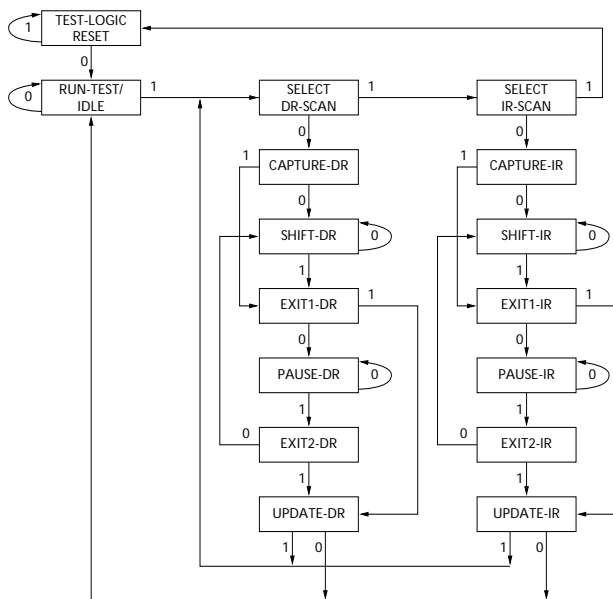 1
TEST-LOGIC
RESET
0
0
RUN-TEST/
IDLE
1
SELECT
DR-SCAN
1
SELECT
IR-SCAN
1
0
0
1
CAPTURE-DR
1
CAPTURE-IR
0
0
SHIFT-DR
0
SHIFT-IR
0
1
1
EXIT1-DR
1
EXIT1-IR
1
0
0
PAUSE-DR
0
PAUSE-IR
0
1
1
0
EXIT2-DR
0
EXIT2-IR
1
1
UPDATE-DR
UPDATE-IR
1
0
1
0